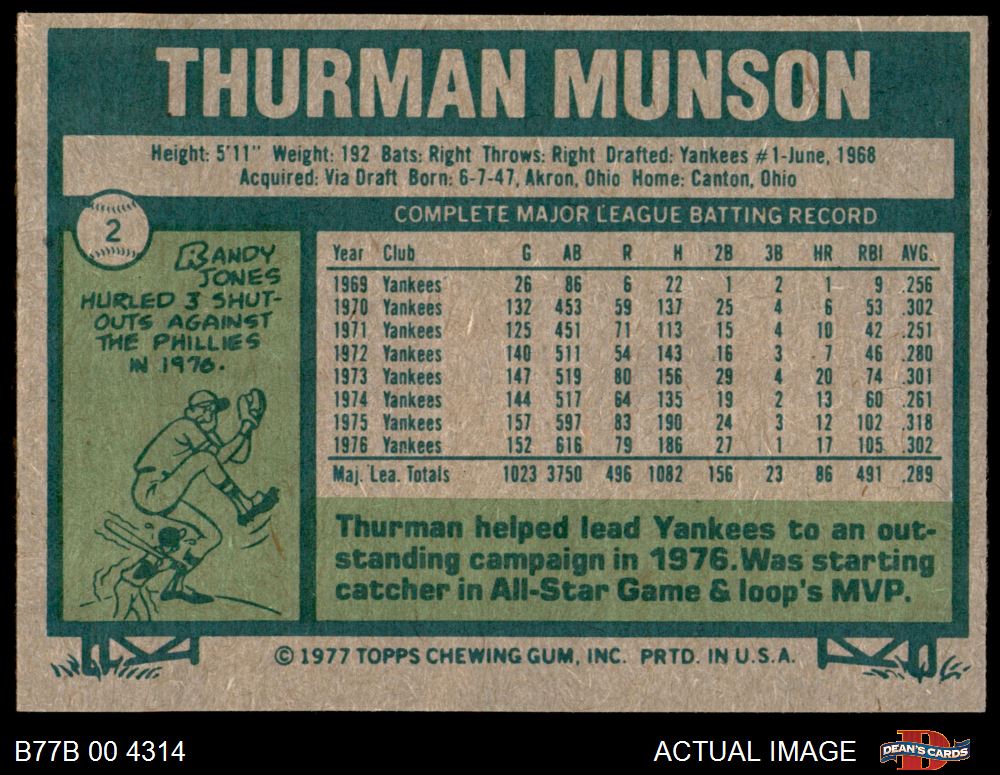 THURMAN MUNSON
Height: 5'11" Weight: 192 Bats: Right Throws: Right Drafted: Yankees #1-June, 1968
Acquired: Via Draft Born: 6-7-47, Akron, Ohio Home: Canton, Ohio
2
COMPLETE MAJOR LEAGUE BATTING RECORD
RANDY
JONES
HURLED 3 SHUT-
OUTS AGAINST
THE PHILLIES
IN 1976.
Year Club G AB R H 2B 3B HR RBI AVG.
1969 Yankees 26 86 6 22 1 2 1 9 .256
1970 Yankees 132 453 59 137 25 4 6 53 .302
1971 Yankees 125 451 71 113 15 4 10 42 .251
1972 Yankees 140 511 54 143 16 3 7 46 .280
1973 Yankees 147 519 80 156 29 4 20 74 .301
1974 Yankees 144 517 64 135 19 2 13 60 .261
1975 Yankees 157 597 83 190 24 3 12 102 .318
1976 Yankees 152 616 79 186 27 1 17 105 .302
Maj. Lea. Totals 1023 3750 496 1082 156 23 86 491 .289
Thurman helped lead Yankees to an out-
standing campaign in 1976. Was starting
catcher in All-Star Game & loop's MVP.
© 1977 TOPPS CHEWING GUM, INC. PRTD. IN U.S.A.
B77B 00 4314
ACTUAL IMAGE
D
DEAN'S CARDS